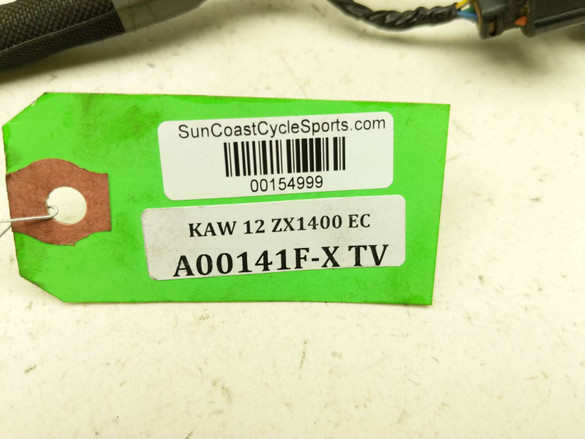 SunCoastCycleSports.com
00154999
KAW 12 ZX1400 EC
A00141F-X TV